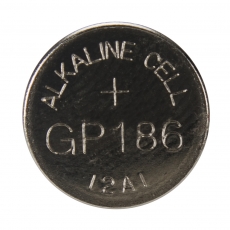 ALKALINE CELL
+
GP186
12A1